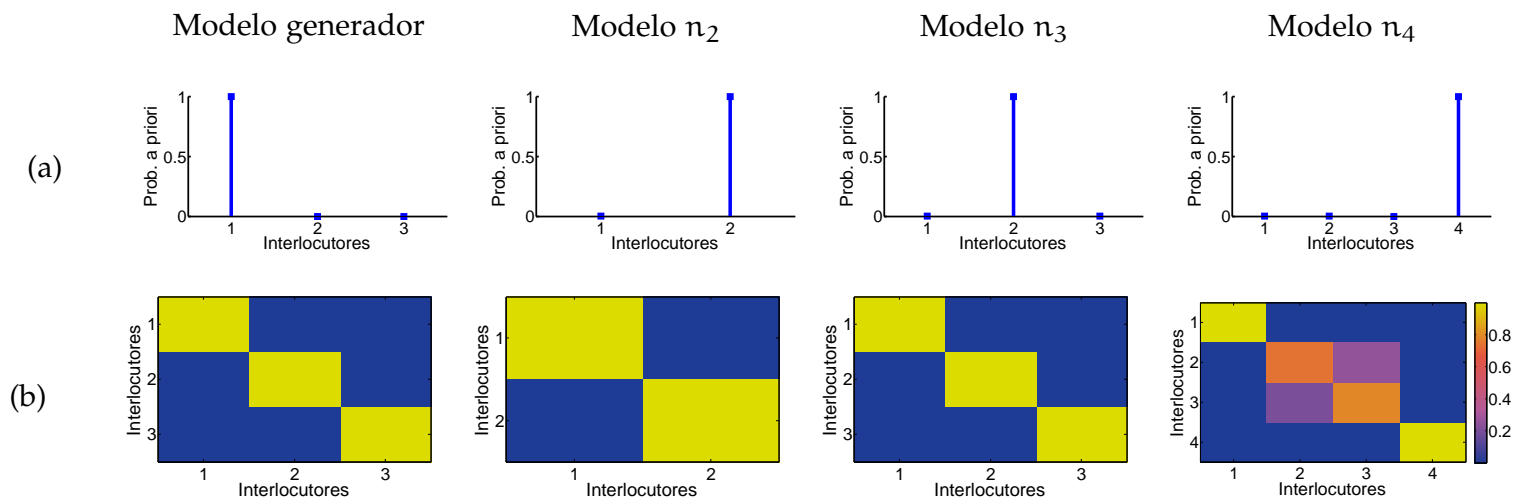 Modelo generador
Modelo n2
Modelo n3
Modelo n4
(a)
Prob. a priori
1
0.5
0
1 2 3
Interlocutores
Prob. a priori
1
0.5
0
1 2
Interlocutores
Prob. a priori
1
0.5
0
1 2 3
Interlocutores
Prob. a priori
1
0.5
0
1 2 3 4
Interlocutores
(b)
Interlocutores
1
2
3
1 2 3
Interlocutores
Interlocutores
1
2
1 2
Interlocutores
Interlocutores
1
2
3
1 2 3
Interlocutores
Interlocutores
1
2
3
4
1 2 3 4
Interlocutores
0.8
0.6
0.4
0.2